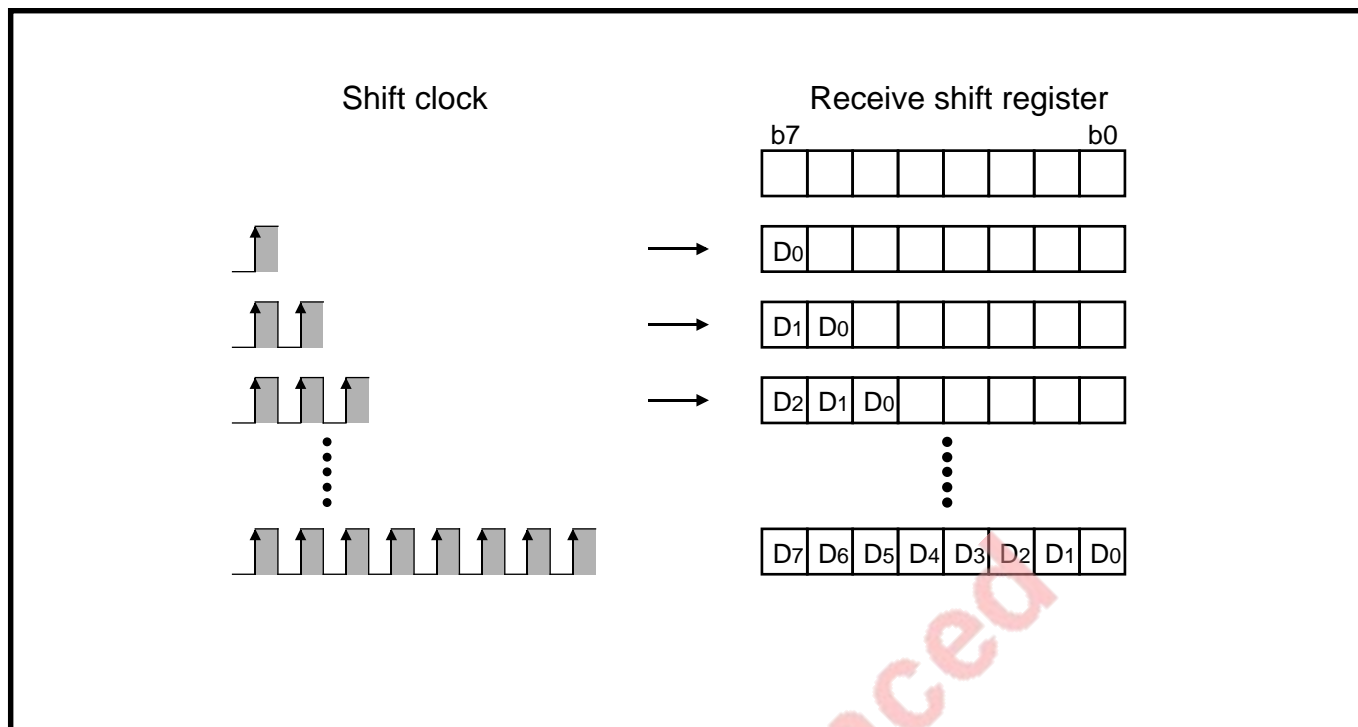 Shift clock
Receive shift register
b7 b0
D0
D1 D0
D2 D1 D0
D7 D6 D5 D4 D3 D2 D1 D0
nced